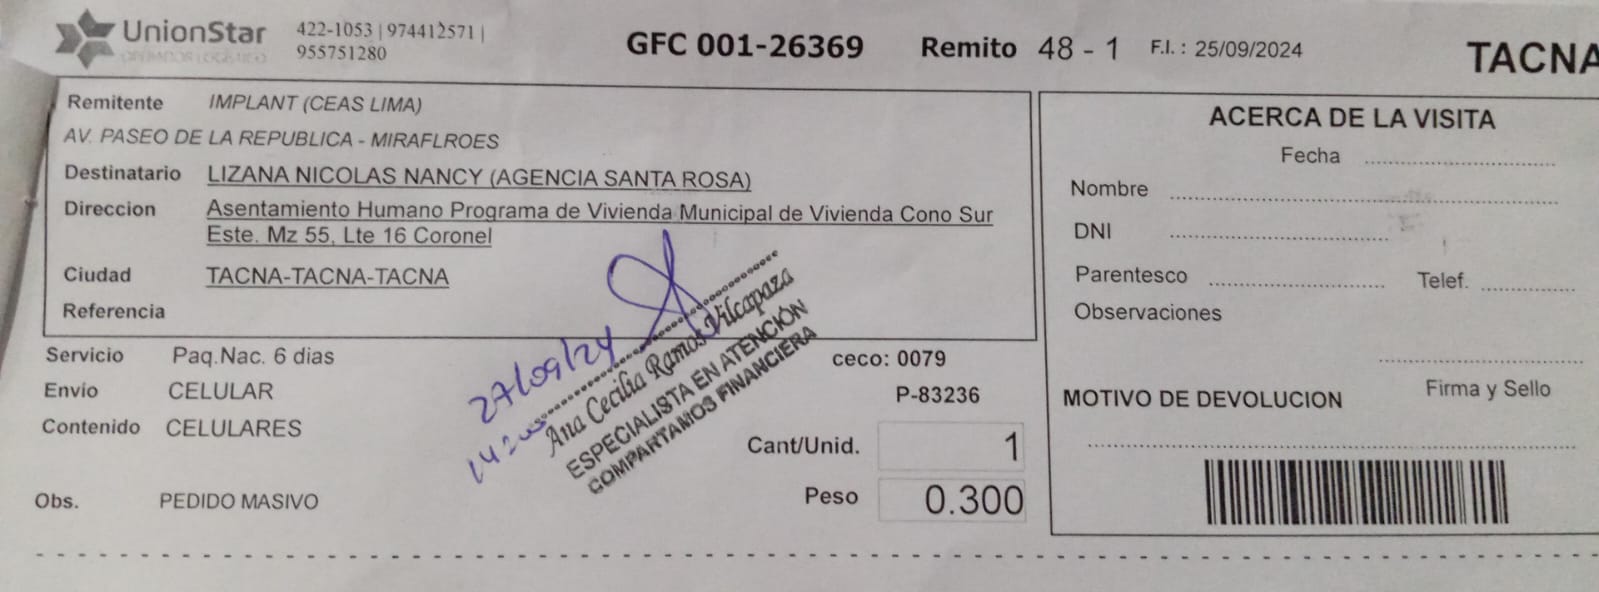 UnionStar
OPERADOR LOGÍSTICO
422-1053 | 974412571 |
955751280
GFC 001-26369
Remito 48 - 1
F.I. : 25/09/2024
TACNA
Remitente IMPLANT (CEAS LIMA)
AV. PASEO DE LA REPUBLICA - MIRAFLROES
Destinatario LIZANA NICOLAS NANCY (AGENCIA SANTA ROSA)
Direccion Asentamiento Humano Programa de Vivienda Municipal de Vivienda Cono Sur
Este. Mz 55, Lte 16 Coronel
Ciudad TACNA-TACNA-TACNA
Referencia
Servicio Paq.Nac. 6 dias
Envío CELULAR
Contenido CELULARES
Obs. PEDIDO MASIVO
27/09/24
Ana Cecilia Ramos Vilcapaza
ESPECIALISTA EN ATENCIÓN
COMPARTAMOS FINANCIERA
ceco: 0079
P-83236
Cant/Unid. 1
Peso 0.300
ACERCA DE LA VISITA
Fecha
Nombre
DNI
Parentesco Telef.
Observaciones
Firma y Sello
MOTIVO DE DEVOLUCION